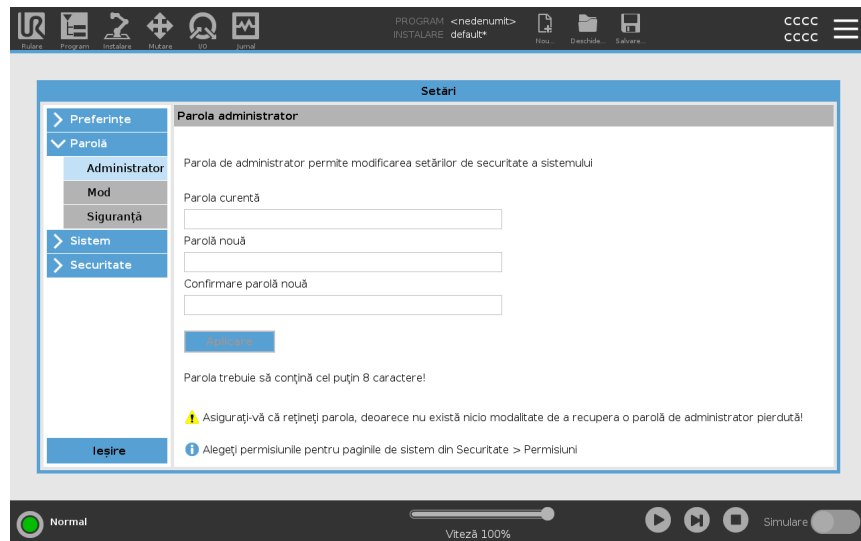 UR
Rulare
Program
Instalare
Mutare
I/O
Jurnal
PROGRAM <nedenumit>
INSTALARE default*
Nou...
Deschide...
Salvare...
CCCC
CCCC
Setări
Preferințe
Parolă
Administrator
Mod
Siguranță
Sistem
Securitate
Ieșire
Parola administrator
Parola de administrator permite modificarea setărilor de securitate a sistemului
Parola curentă
Parolă nouă
Confirmare parolă nouă
Aplicare
Parola trebuie să conțină cel puțin 8 caractere!
Asigurați-vă că rețineți parola, deoarece nu există nicio modalitate de a recupera o parolă de administrator pierdută!
Alegeți permisiunile pentru paginile de sistem din Securitate > Permisiuni
Normal
Viteză 100%
Simulare